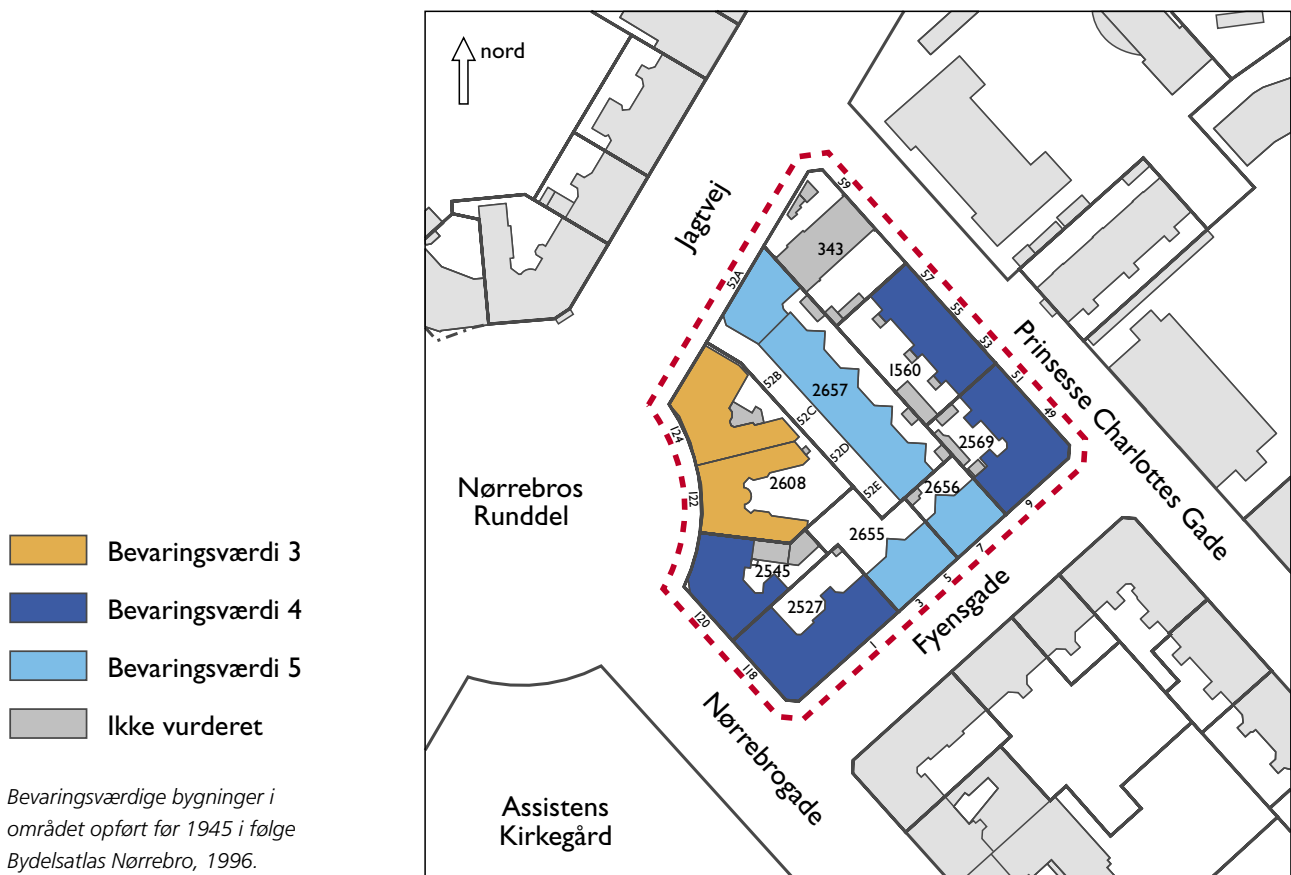 nord
Jagtvej
59
343
52A
57
55
53
51
49
Prinsesse Charlottes Gade
1560
2657
52B
52C
52D
52E
2569
2656
124
122
2608
Nørrebros
Runddel
2655
9
7
5
3
1
Fyensgade
2545
2527
120
118
Nørrebrogade
Assistens
Kirkegård
Bevaringsværdi 3
Bevaringsværdi 4
Bevaringsværdi 5
Ikke vurderet
Bevaringsværdige bygninger i
området opført før 1945 i følge
Bydelsatlas Nørrebro, 1996.